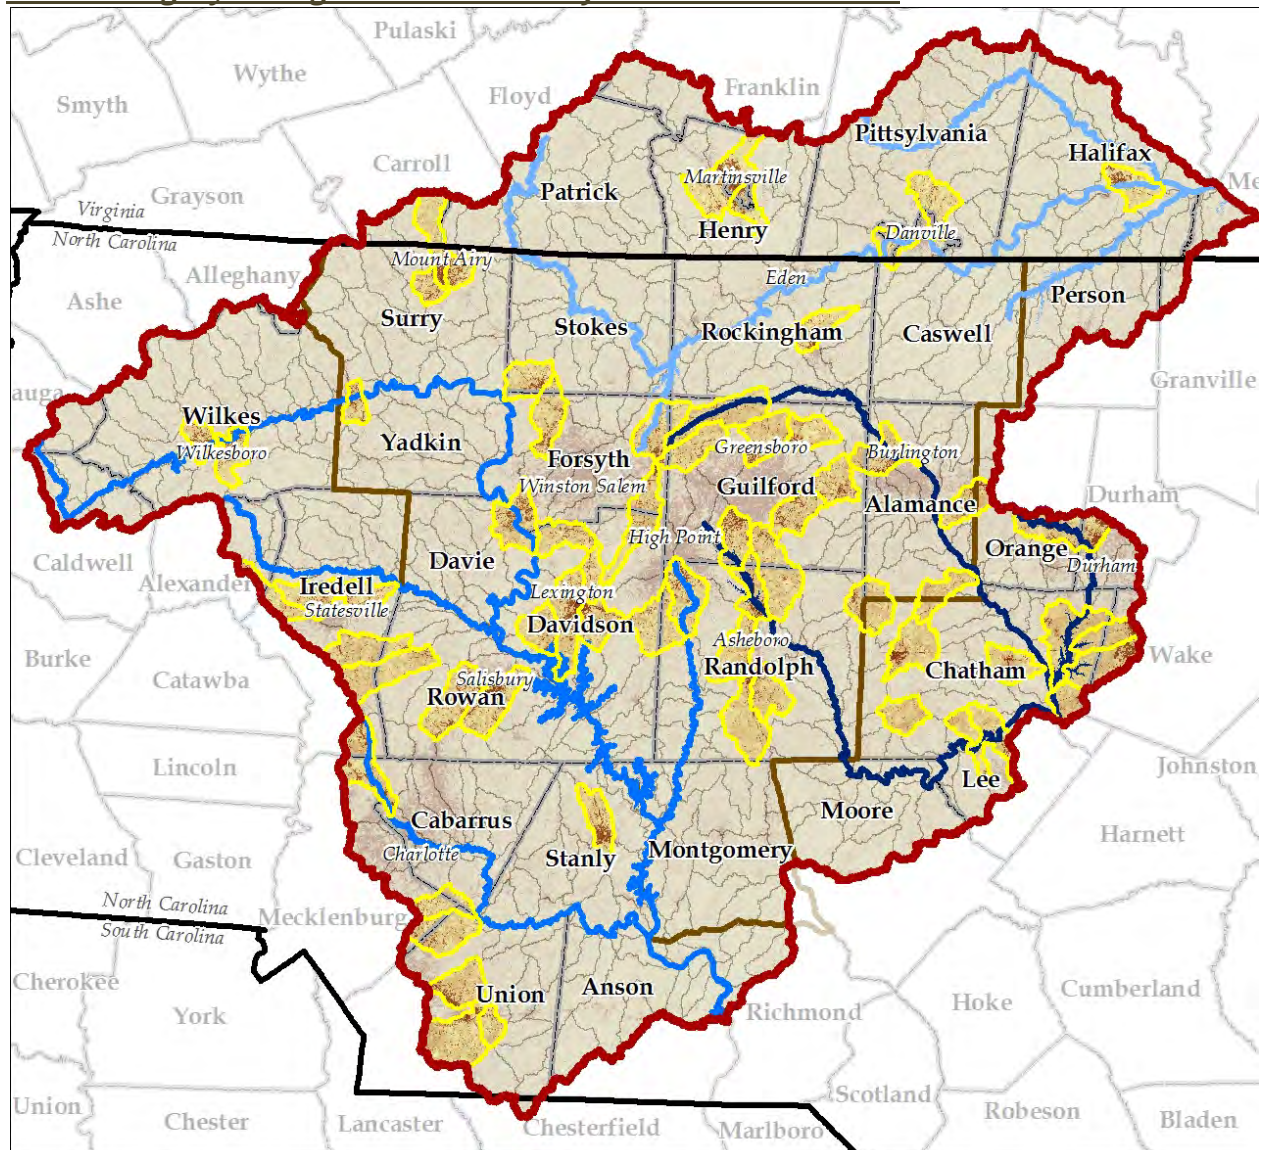 Pulaski
Wythe
Franklin
Floyd
Smyth
Pittsylvania
Halifax
Carroll
Martinsville
Grayson
Patrick
Me
Virginia
Henry
Danville
North Carolina
Mount Airy
Alleghany
Eden
Ashe
Person
Surry
Stokes
Rockingham
Caswell
Granville
auga
Wilkes
Yadkin
Wilkesboro
Greensboro
Burlington
Forsyth
Winston Salem
Guilford
Durham
Alamance
High Point
Orange
Caldwell
Davie
Durham
Alexander
Iredell
Lexington
Statesville
Davidson
Asheboro
Burke
Randolph
Chatham
Wake
Catawba
Salisbury
Rowan
Lincoln
Johnston
Lee
Moore
Cabarrus
Harnett
Cleveland
Gaston
Charlotte
Stanly
Montgomery
North Carolina
Mecklenburg
South Carolina
Cherokee
Union
Anson
Cumberland
York
Richmond
Hoke
Scotland
Union
Chester
Lancaster
Chesterfield
Marlboro
Robeson
Bladen